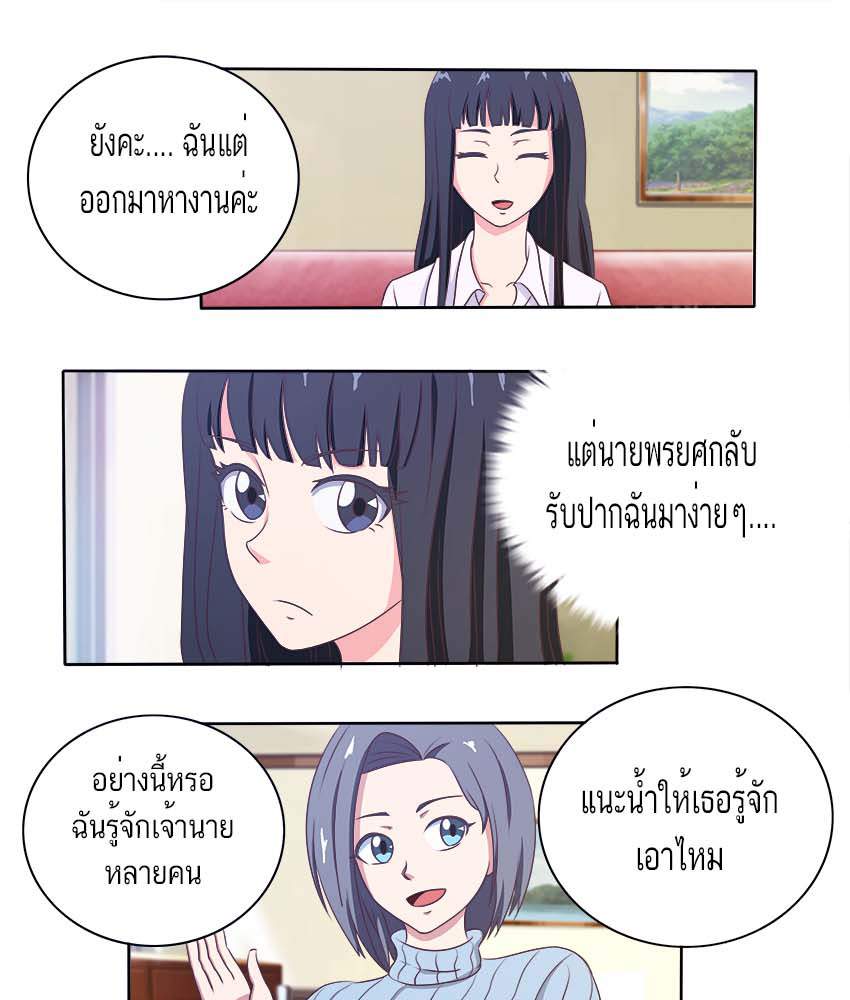 ยังคะ.... ฉันแต่
ออกมาหางานค่ะ
แต่นายพรยศกลับ
รับปากฉันมาง่ายๆ....
อย่างนี้หรอ
ฉันรู้จักเจ้านาย
หลายคน
แนะน้ำให้เธอรู้จัก
เอาไหม